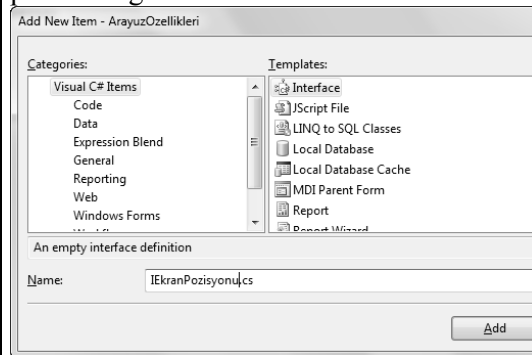 Add New Item - ArayuzOzellikleri
Categories:
Visual C# Items
Code
Data
Expression Blend
General
Reporting
Web
Windows Forms
Templates:
Interface
JScript File
LINQ to SQL Classes
Local Database
Local Database Cache
MDI Parent Form
Report
Report Wizard
An empty interface definition
Name:
IEkranPozisyonu.cs
Add